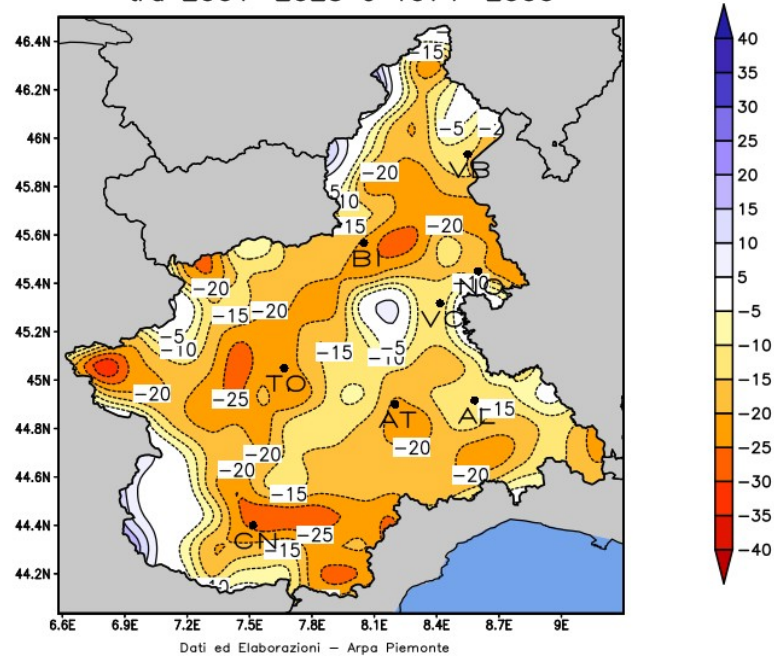 46.4N
46.2N
46N
45.8N
45.6N
45.4N
45.2N
45N
44.8N
44.6N
44.4N
44.2N
6.6E 6.9E 7.2E 7.5E 7.8E 8.1E 8.4E 8.7E 9E
-15
-5
VB
-20
-15
-20
BI
-20
NO
-15 -20
VC
-5
-10
-15
-5
-10
TO
-20
-25
AT
AL
-15
-20
-20
-20
-20
-15
CN
-25
-15
40
35
30
25
20
15
10
5
-5
-10
-15
-20
-25
-30
-35
-40
Dati ed Elaborazioni - Arpa Piemonte